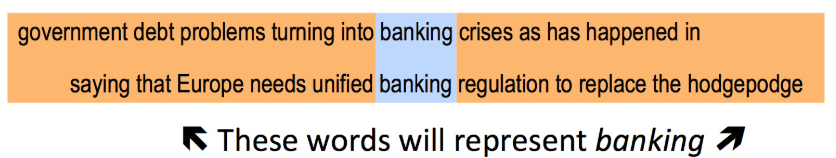 government debt problems turning into banking crises as has happened in
saying that Europe needs unified banking regulation to replace the hodgepodge
These words will represent banking